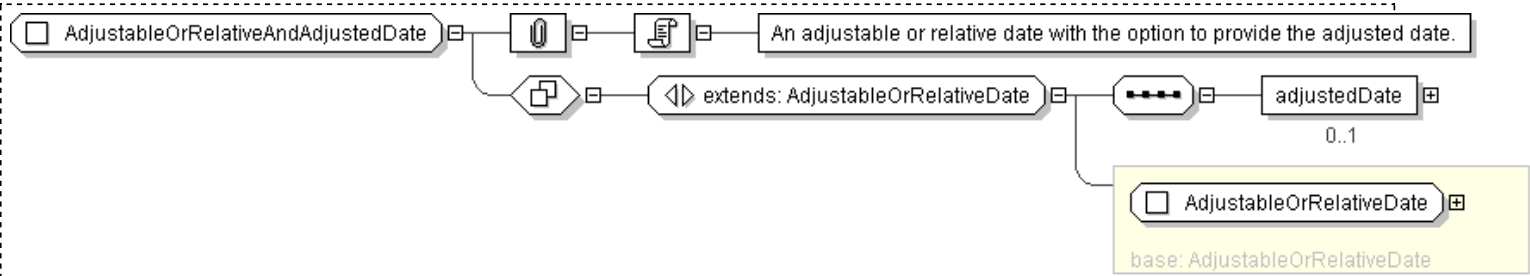 AdjustableOrRelativeAndAdjustedDate
An adjustable or relative date with the option to provide the adjusted date.
extends: AdjustableOrRelativeDate
adjustedDate
0..1
AdjustableOrRelativeDate
base: AdjustableOrRelativeDate